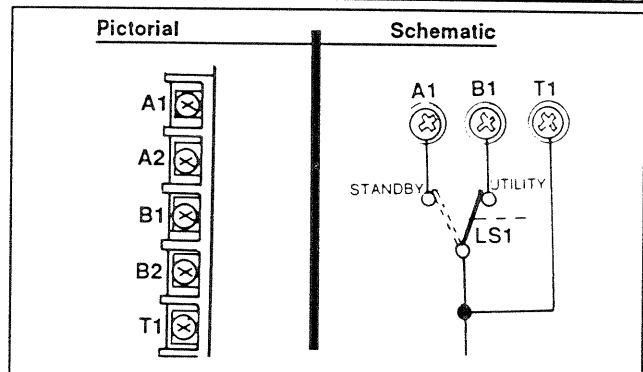 Pictorial
Schematic
A1
A2
B1
B2
T1
A1 B1 T1
STANDBY
UTILITY
LS1